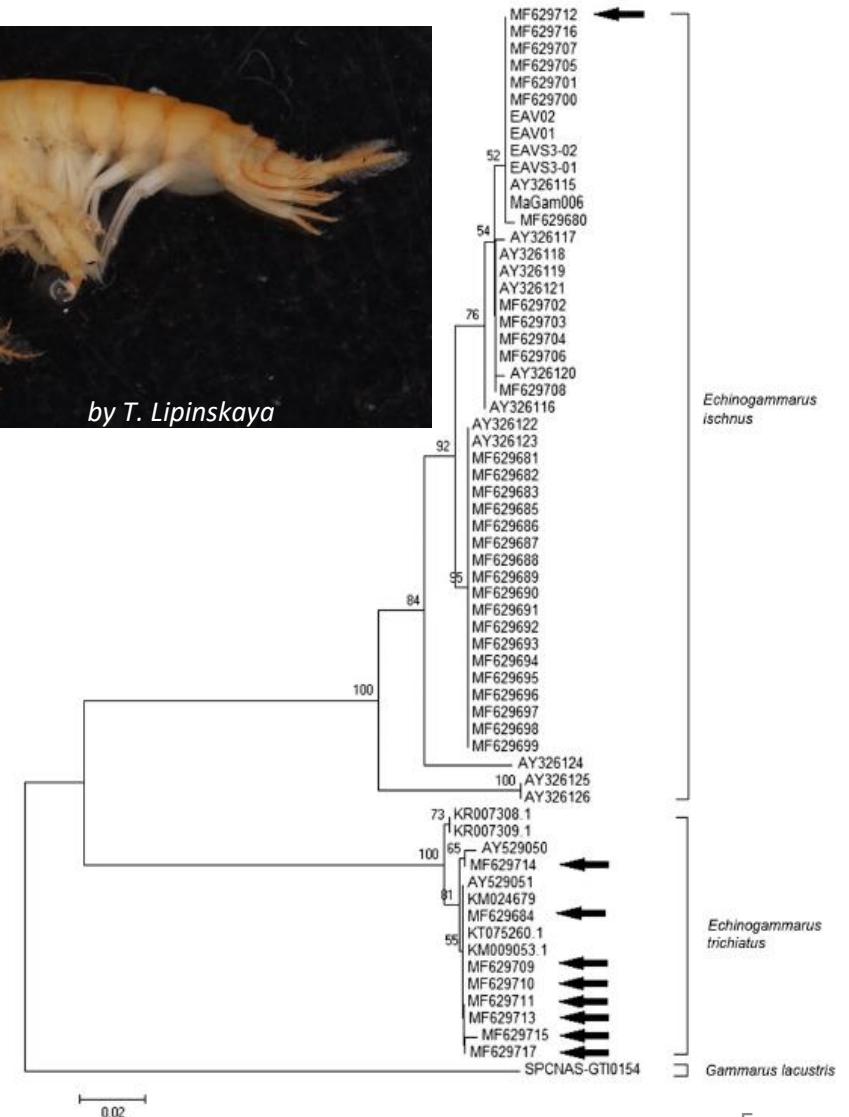 by T. Lipinskaya
MF629712
MF629716
MF629707
MF629705
MF629701
MF629700
EAV02
EAV01
EAVS3-02
EAVS3-01
AY326115
MaGam006
MF629680
AY326117
AY326118
AY326119
AY326121
MF629702
MF629703
MF629704
MF629706
AY326120
MF629708
AY326116
AY326122
AY326123
MF629681
MF629682
MF629683
MF629685
MF629686
MF629687
MF629688
MF629689
MF629690
MF629691
MF629692
MF629693
MF629694
MF629695
MF629696
MF629697
MF629698
MF629699
AY326124
AY326125
AY326126
52
54
76
92
95
84
100
100
Echinogammarus
ischnus
KR007308.1
KR007309.1
AY529050
MF629714
AY529051
KM024679
MF629684
KT075260.1
KM009053.1
MF629709
MF629710
MF629711
MF629713
MF629715
MF629717
73
65
100
81
55
Echinogammarus
trichiatus
SPCNAS-GTI0154
Gammarus lacustris
0.02